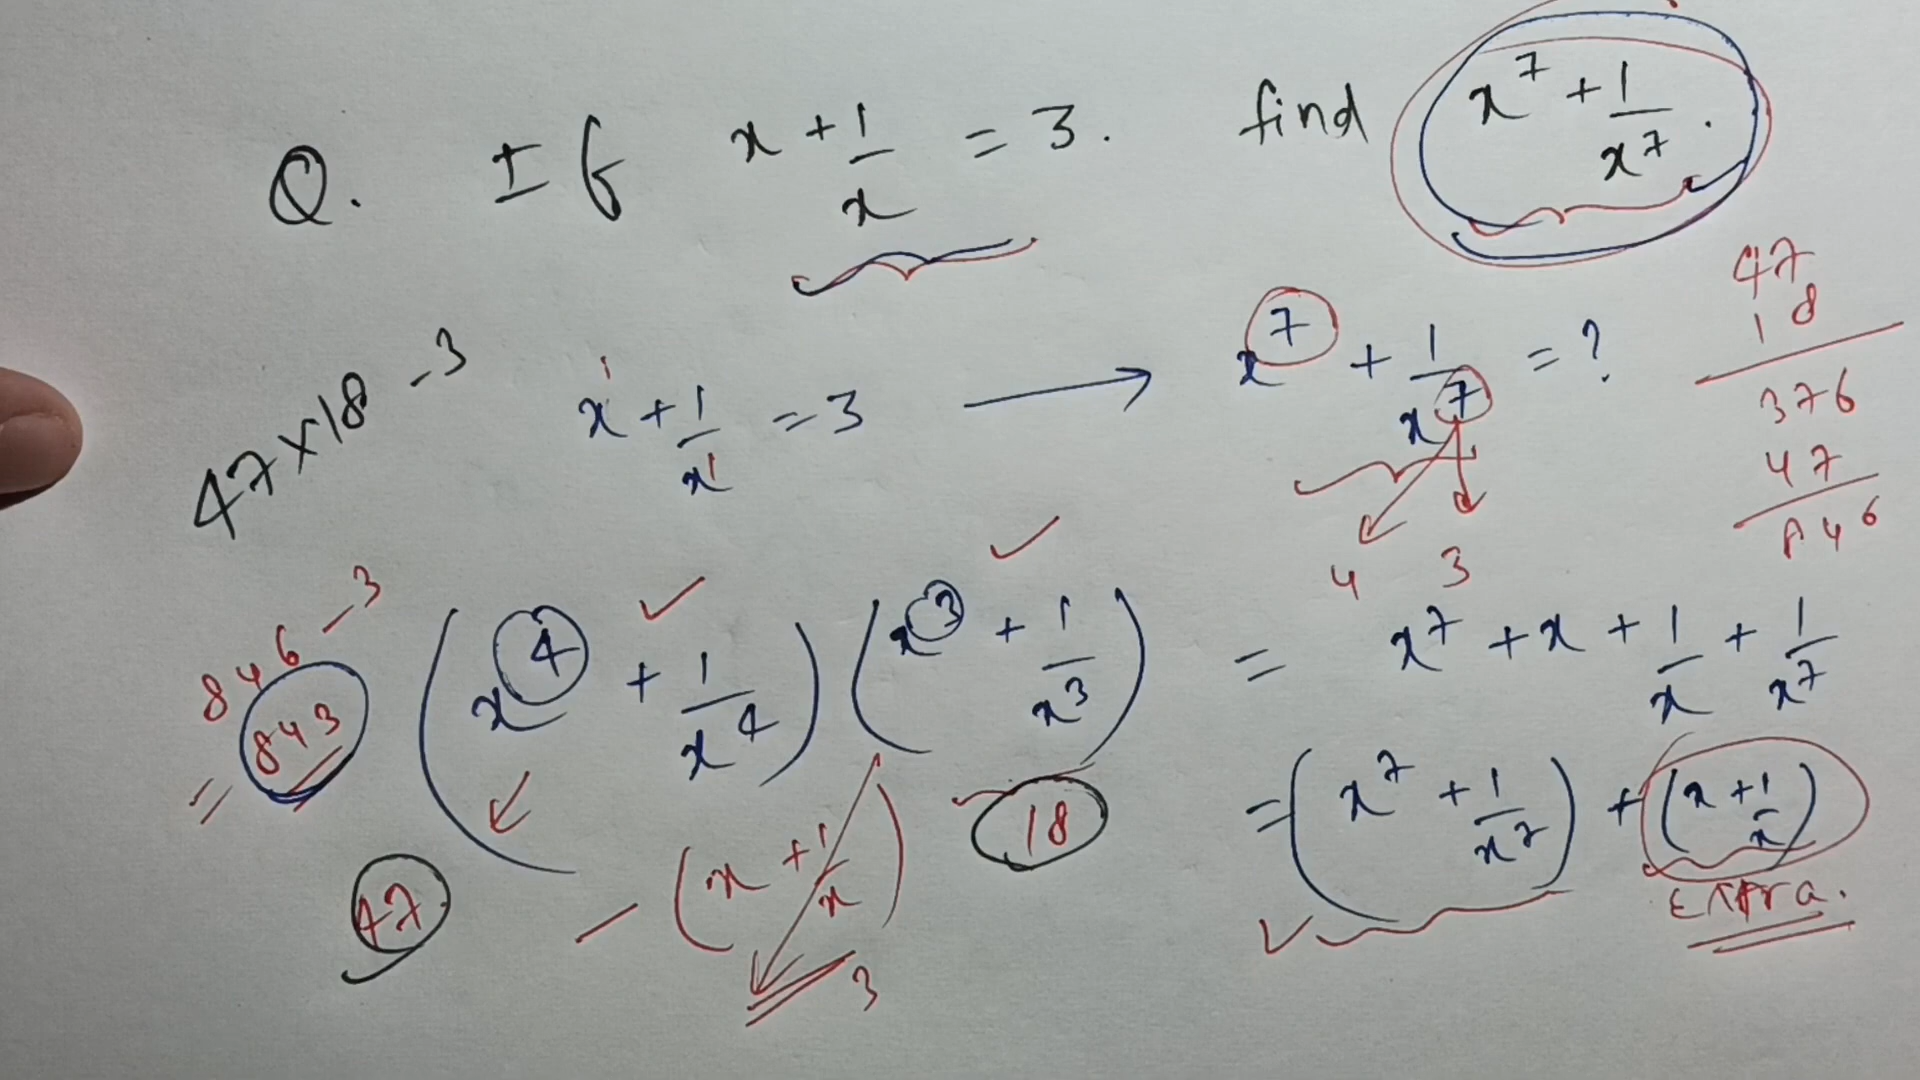 Q. If x + 1/x = 3. find x⁷ + 1/x⁷.
x¹ + 1/x¹ = 3 → x⁷ + 1/x⁷ = ?
4 3
47
18
376
47
846
47×18 -3
(x⁴ + 1/x⁴) (x³ + 1/x³) = x⁷ + x + 1/x + 1/x⁷
= (x⁷ + 1/x⁷) + (x + 1/x)
Extra.
47 - (x + 1/x) 18
3
846 - 3
= 843